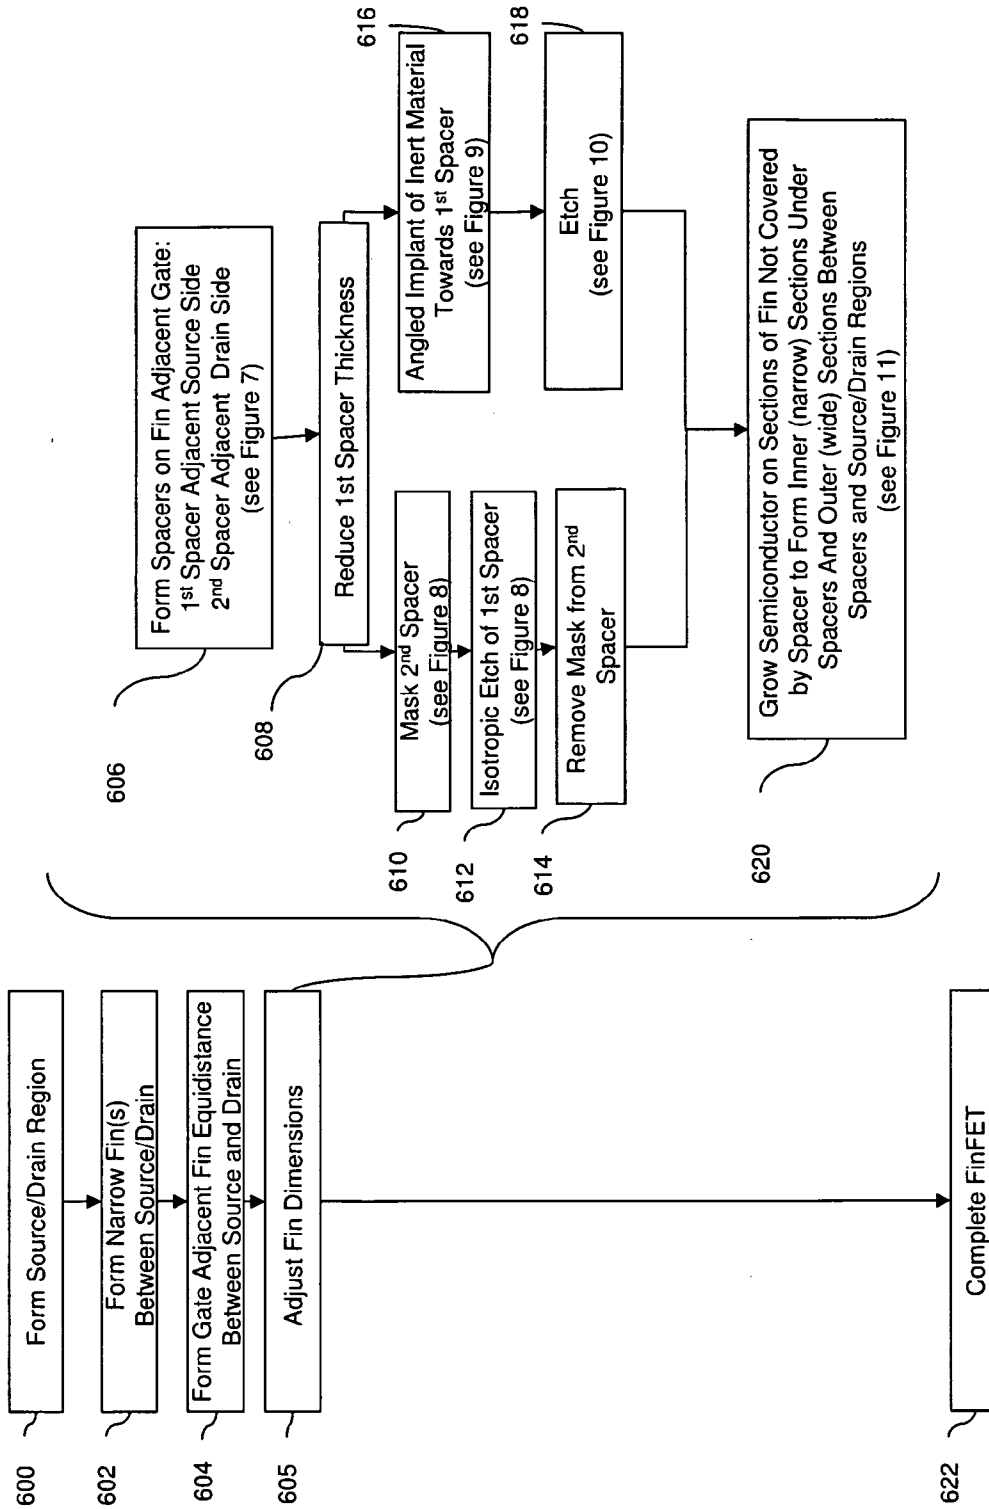 600
Form Source/Drain Region
602
Form Narrow Fin(s)
Between Source/Drain
604
Form Gate Adjacent Fin Equidistance
Between Source and Drain
605
Adjust Fin Dimensions
606
Form Spacers on Fin Adjacent Gate:
1st Spacer Adjacent Source Side
2nd Spacer Adjacent Drain Side
(see Figure 7)
608
Reduce 1st Spacer Thickness
610
Mask 2nd Spacer
(see Figure 8)
612
Isotropic Etch of 1st Spacer
(see Figure 8)
614
Remove Mask from 2nd
Spacer
616
Angled Implant of Inert Material
Towards 1st Spacer
(see Figure 9)
618
Etch
(see Figure 10)
620
Grow Semiconductor on Sections of Fin Not Covered
by Spacer to Form Inner (narrow) Sections Under
Spacers And Outer (wide) Sections Between
Spacers and Source/Drain Regions
(see Figure 11)
622
Complete FinFET